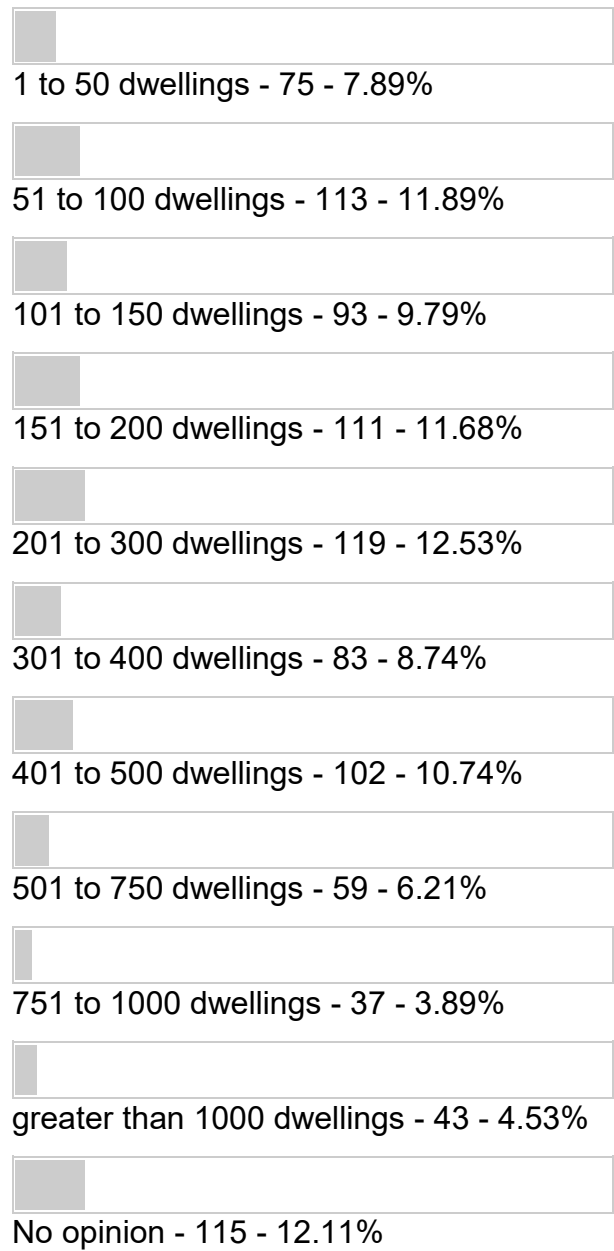 1 to 50 dwellings - 75 - 7.89%
51 to 100 dwellings - 113 - 11.89%
101 to 150 dwellings - 93 - 9.79%
151 to 200 dwellings - 111 - 11.68%
201 to 300 dwellings - 119 - 12.53%
301 to 400 dwellings - 83 - 8.74%
401 to 500 dwellings - 102 - 10.74%
501 to 750 dwellings - 59 - 6.21%
751 to 1000 dwellings - 37 - 3.89%
greater than 1000 dwellings - 43 - 4.53%
No opinion - 115 - 12.11%